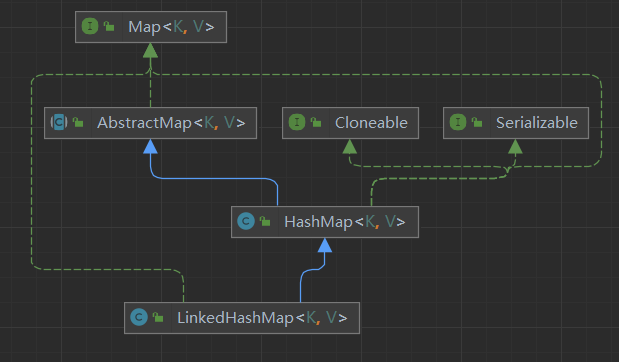 Map<K, V>
AbstractMap<K, V>
Cloneable
Serializable
HashMap<K, V>
LinkedHashMap<K, V>